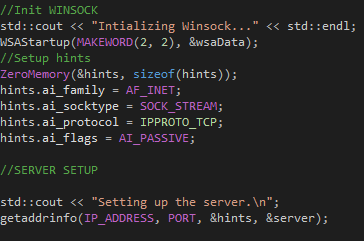 //Init WINSOCK
std::cout << "Intializing Winsock..." << std::endl;
WSAStartup(MAKEWORD(2, 2), &wsaData);
//Setup hints
ZeroMemory(&hints, sizeof(hints));
hints.ai_family = AF_INET;
hints.ai_socktype = SOCK_STREAM;
hints.ai_protocol = IPPROTO_TCP;
hints.ai_flags = AI_PASSIVE;
//SERVER SETUP
std::cout << "Setting up the server.\n";
getaddrinfo(IP_ADDRESS, PORT, &hints, &server);